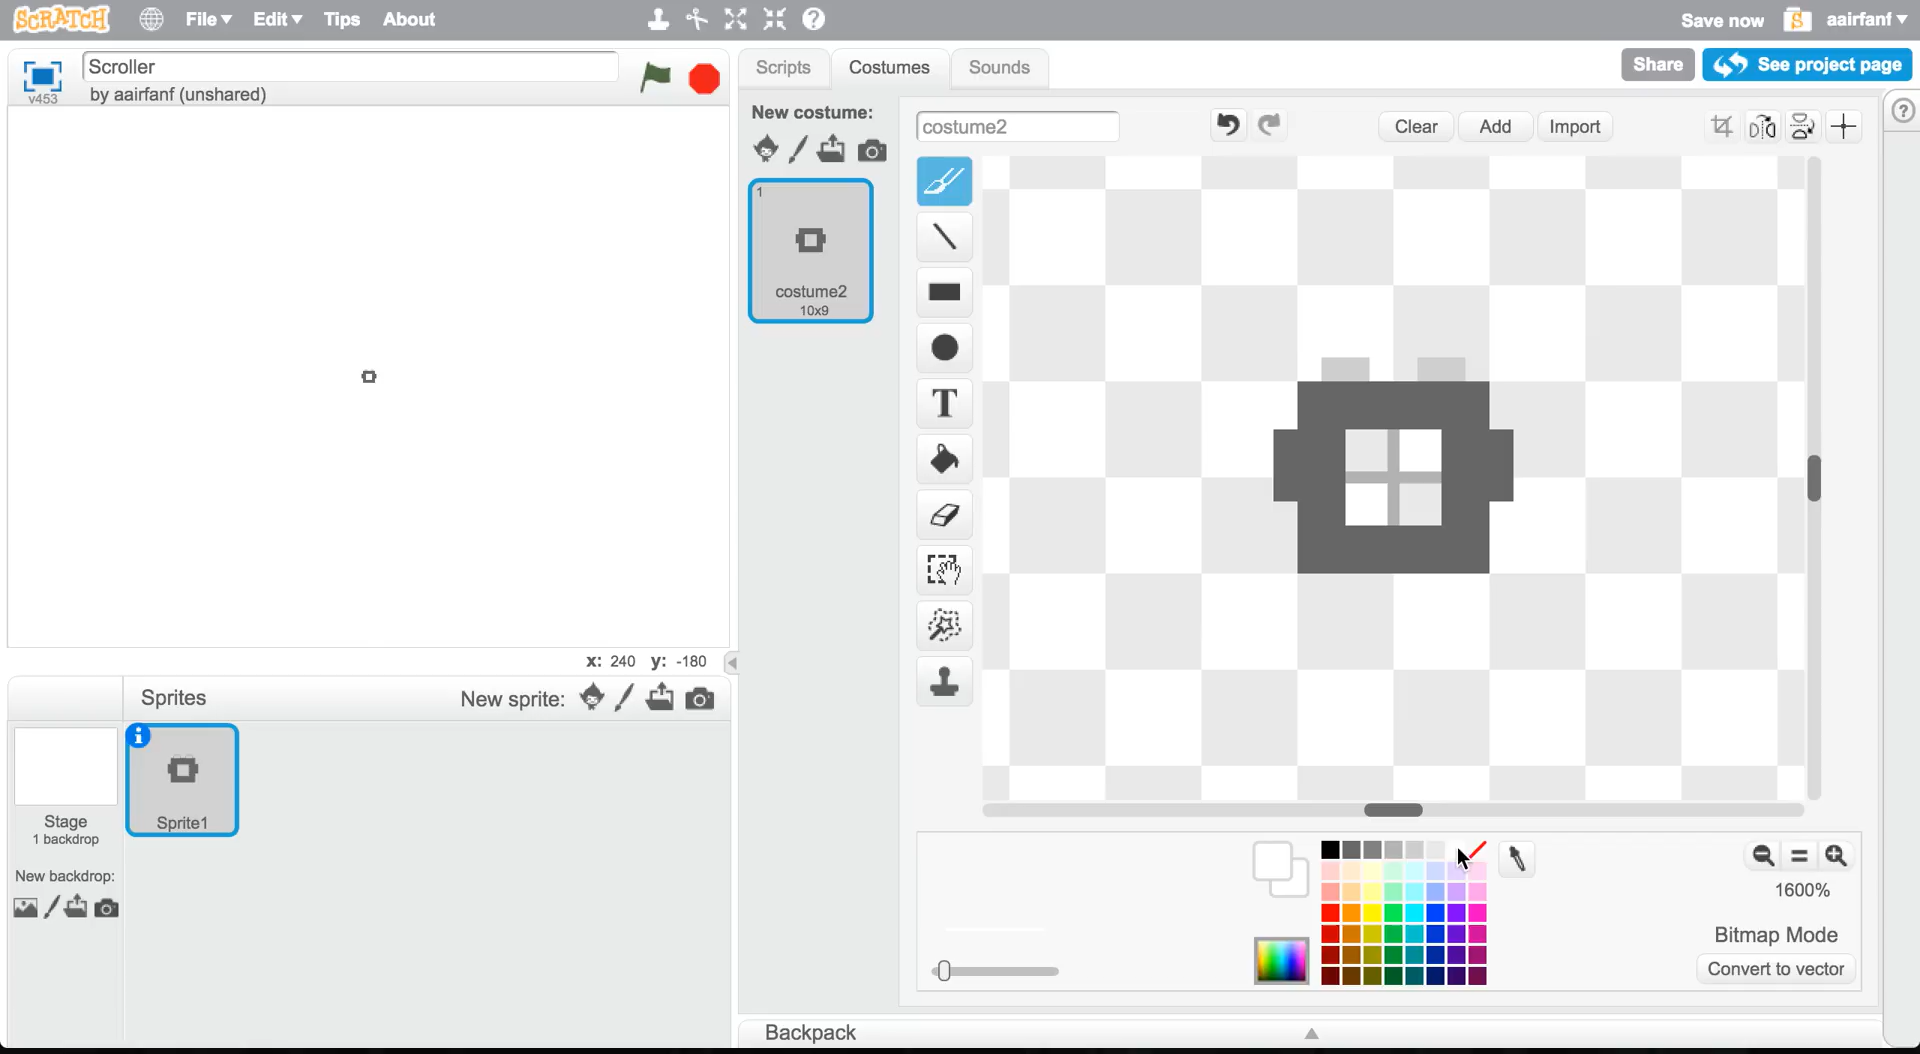 SCRATCH File Edit Tips About Save now S aairfanf
v453 Scroller
by aairfanf (unshared)
Scripts Costumes Sounds Share See project page
New costume:
costume2 Clear Add Import
1
costume2
10x9
T
x: 240 y: -180
Sprites New sprite:
Stage
1 backdrop
Sprite1
New backdrop:
1600%
Bitmap Mode
Convert to vector
Backpack